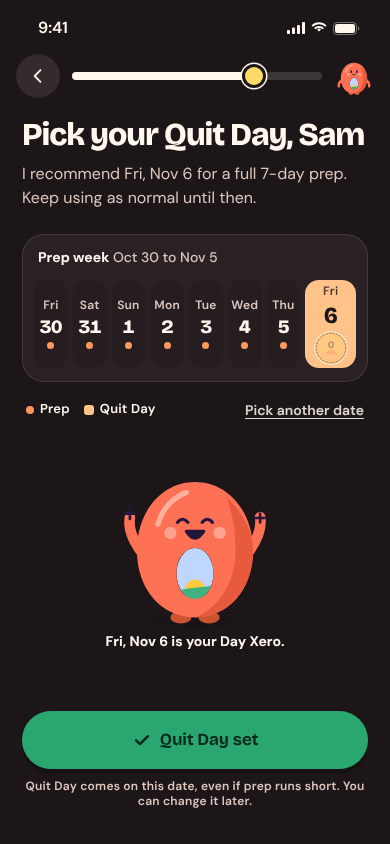 9:41
Pick your Quit Day, Sam
I recommend Fri, Nov 6 for a full 7-day prep.
Keep using as normal until then.
Prep week Oct 30 to Nov 5
Fri Sat Sun Mon Tue Wed Thu Fri
30 31 1 2 3 4 5 6
0
Prep Quit Day Pick another date
Fri, Nov 6 is your Day Xero.
Quit Day set
Quit Day comes on this date, even if prep runs short. You
can change it later.